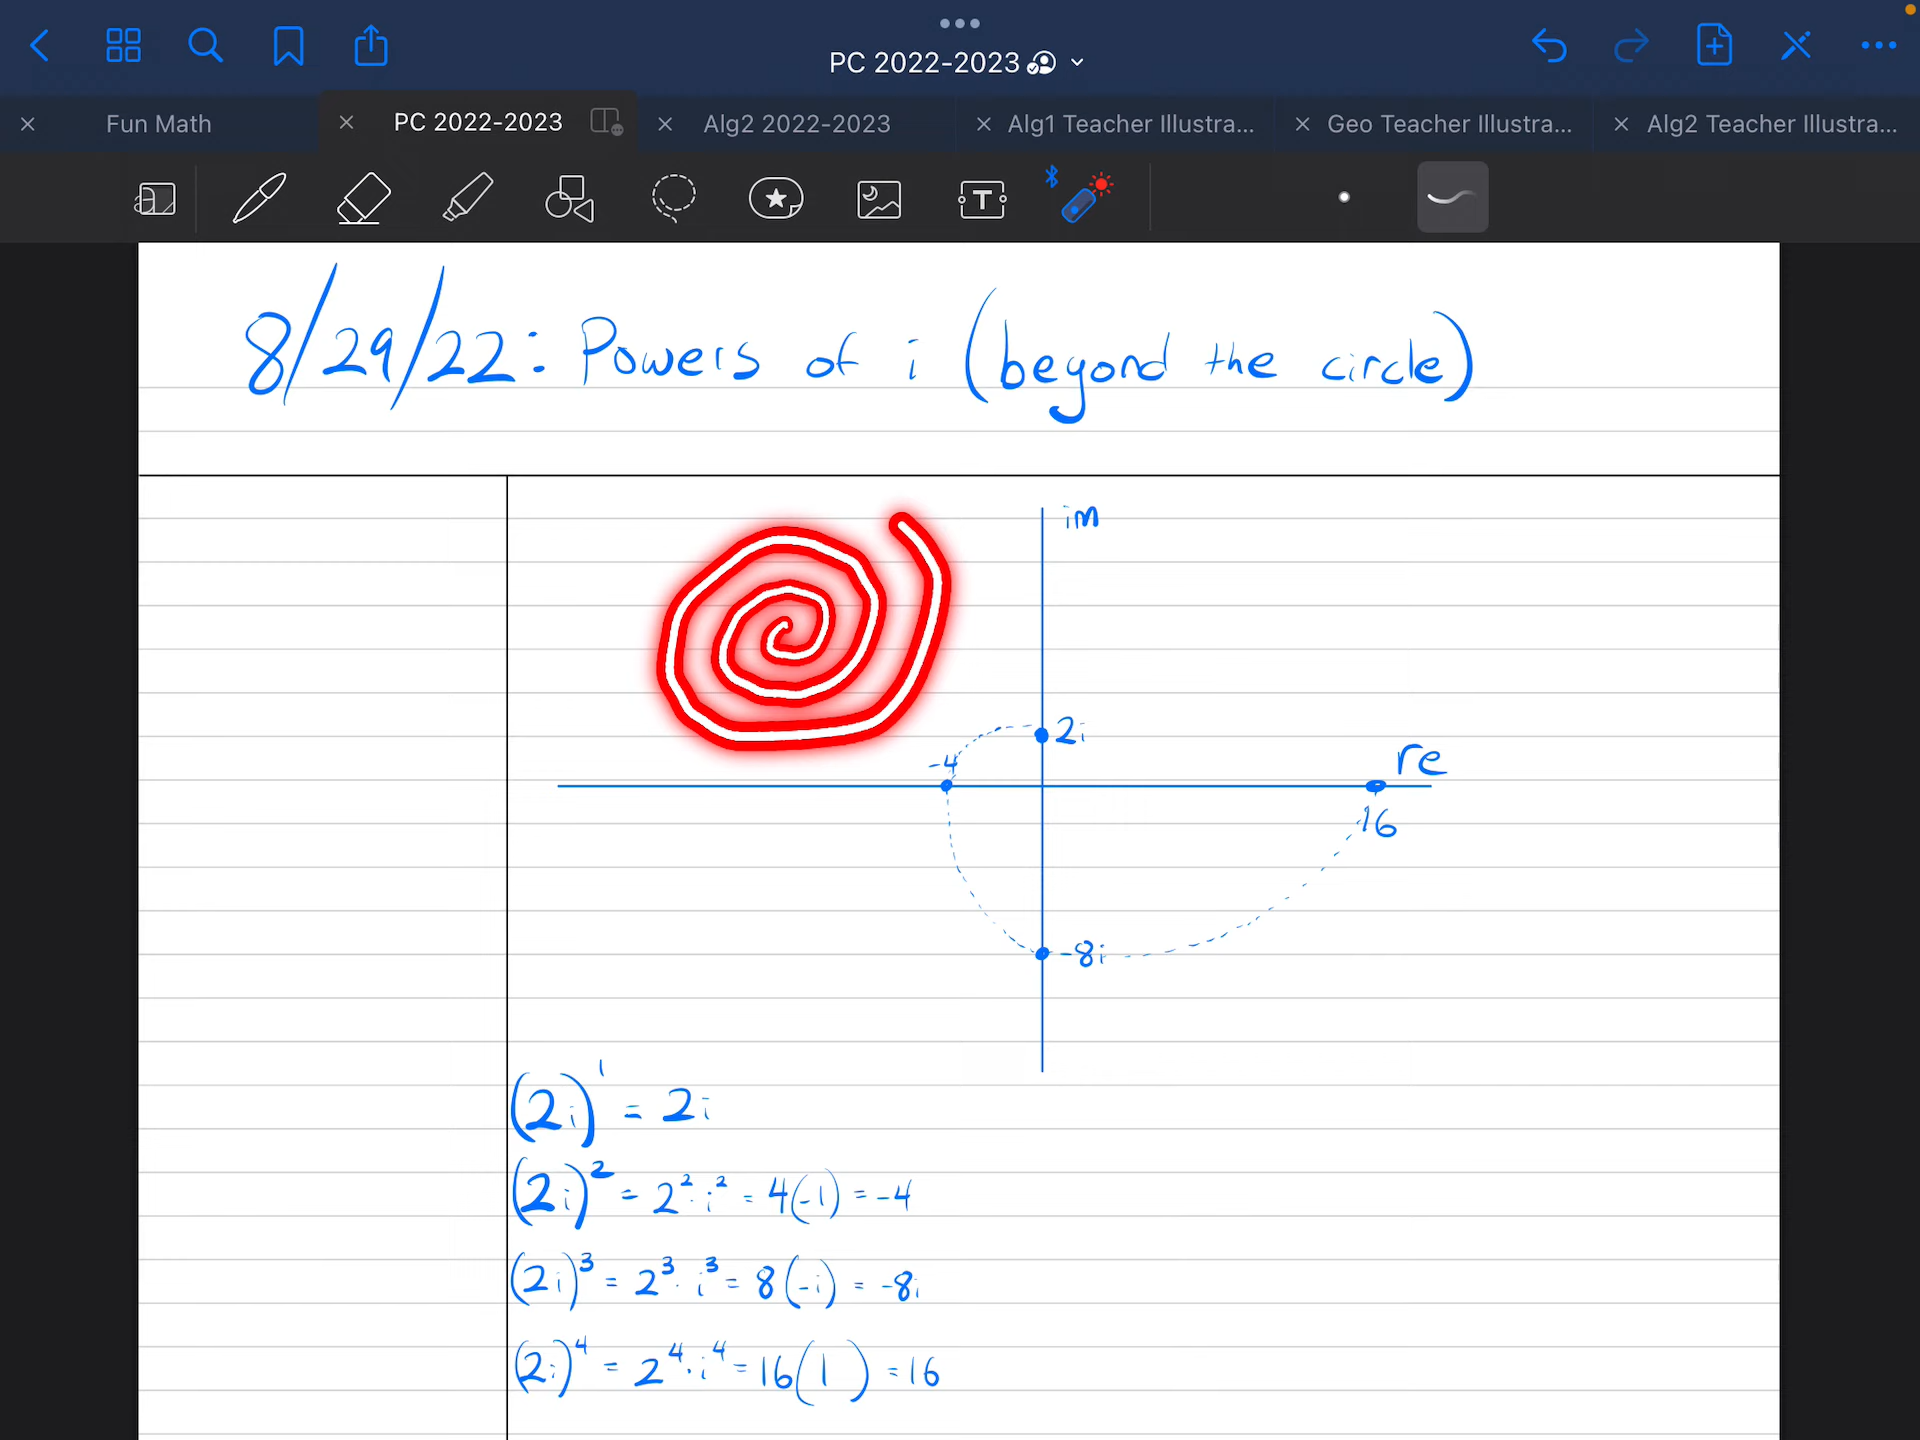 PC 2022-2023
Fun Math
PC 2022-2023
Alg2 2022-2023
Alg1 Teacher Illustra...
Geo Teacher Illustra...
Alg2 Teacher Illustra...
8/29/22: Powers of i (beyond the circle)
im
2i
-4
re
16
-8i
(2i)¹ = 2i
(2i)² = 2² · i² = 4(-1) = -4
(2i)³ = 2³ · i³ = 8(-i) = -8i
(2i)⁴ = 2⁴ · i⁴ = 16(1) = 16